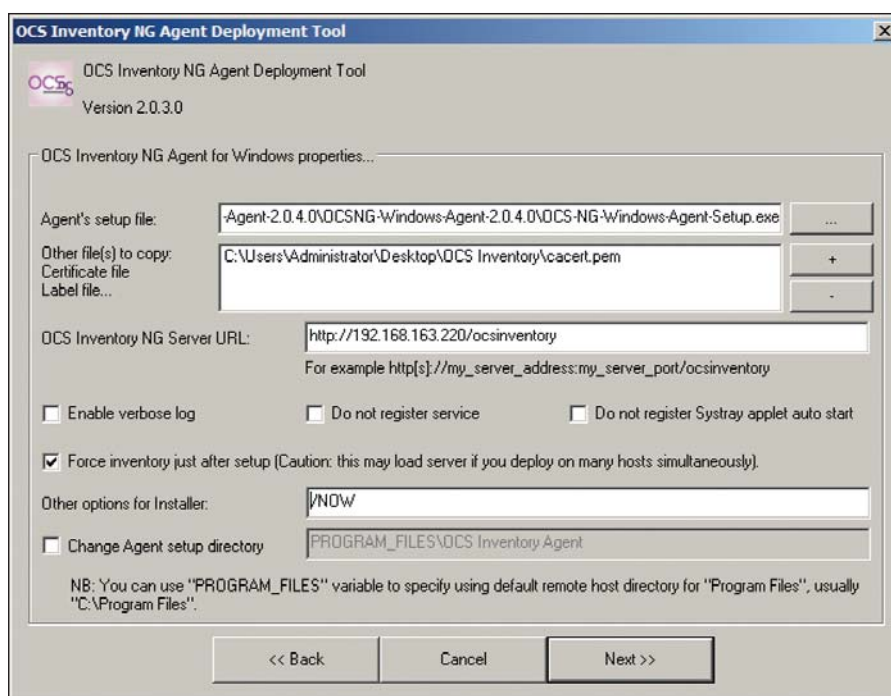 OCS Inventory NG Agent Deployment Tool
OCSng
OCS Inventory NG Agent Deployment Tool
Version 2.0.3.0
OCS Inventory NG Agent for Windows properties...
Agent's setup file:
-Agent-2.0.4.0\OCSNG-Windows-Agent-2.0.4.0\OCS-NG-Windows-Agent-Setup.exe
...
Other file(s) to copy:
Certificate file
Label file...
C:\Users\Administrator\Desktop\OCS Inventory\cacert.pem
+
-
OCS Inventory NG Server URL:
http://192.168.163.220/ocsinventory
For example http[s]://my_server_address:my_server_port/ocsinventory
Enable verbose log
Do not register service
Do not register Systray applet auto start
Force inventory just after setup (Caution: this may load server if you deploy on many hosts simultaneously).
Other options for Installer:
/NOW
Change Agent setup directory
PROGRAM_FILES\OCS Inventory Agent
NB: You can use "PROGRAM_FILES" variable to specify using default remote host directory for "Program Files", usually
"C:\Program Files".
<< Back
Cancel
Next >>